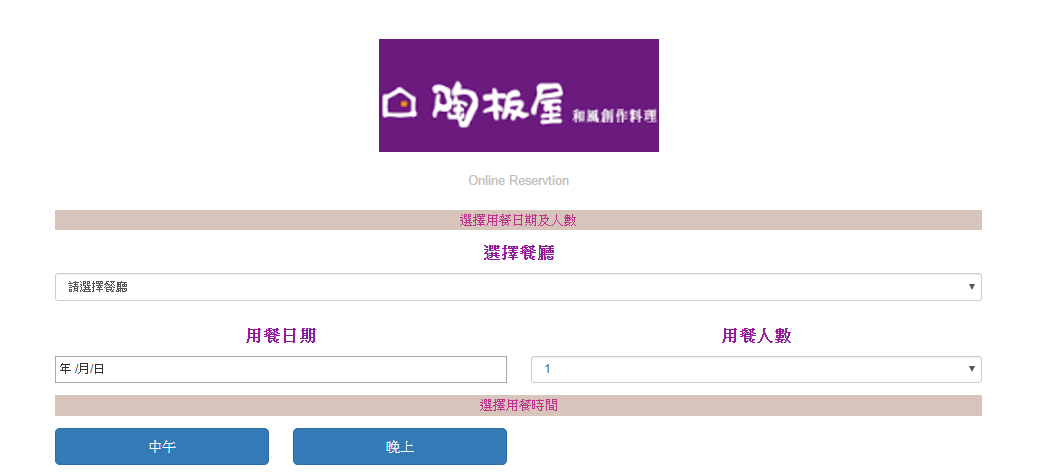 陶板屋 和風創作料理
Online Reservtion
選擇用餐日期及人數
選擇餐廳
請選擇餐廳
用餐日期 用餐人數
年 /月/日 1
選擇用餐時間
中午 晚上